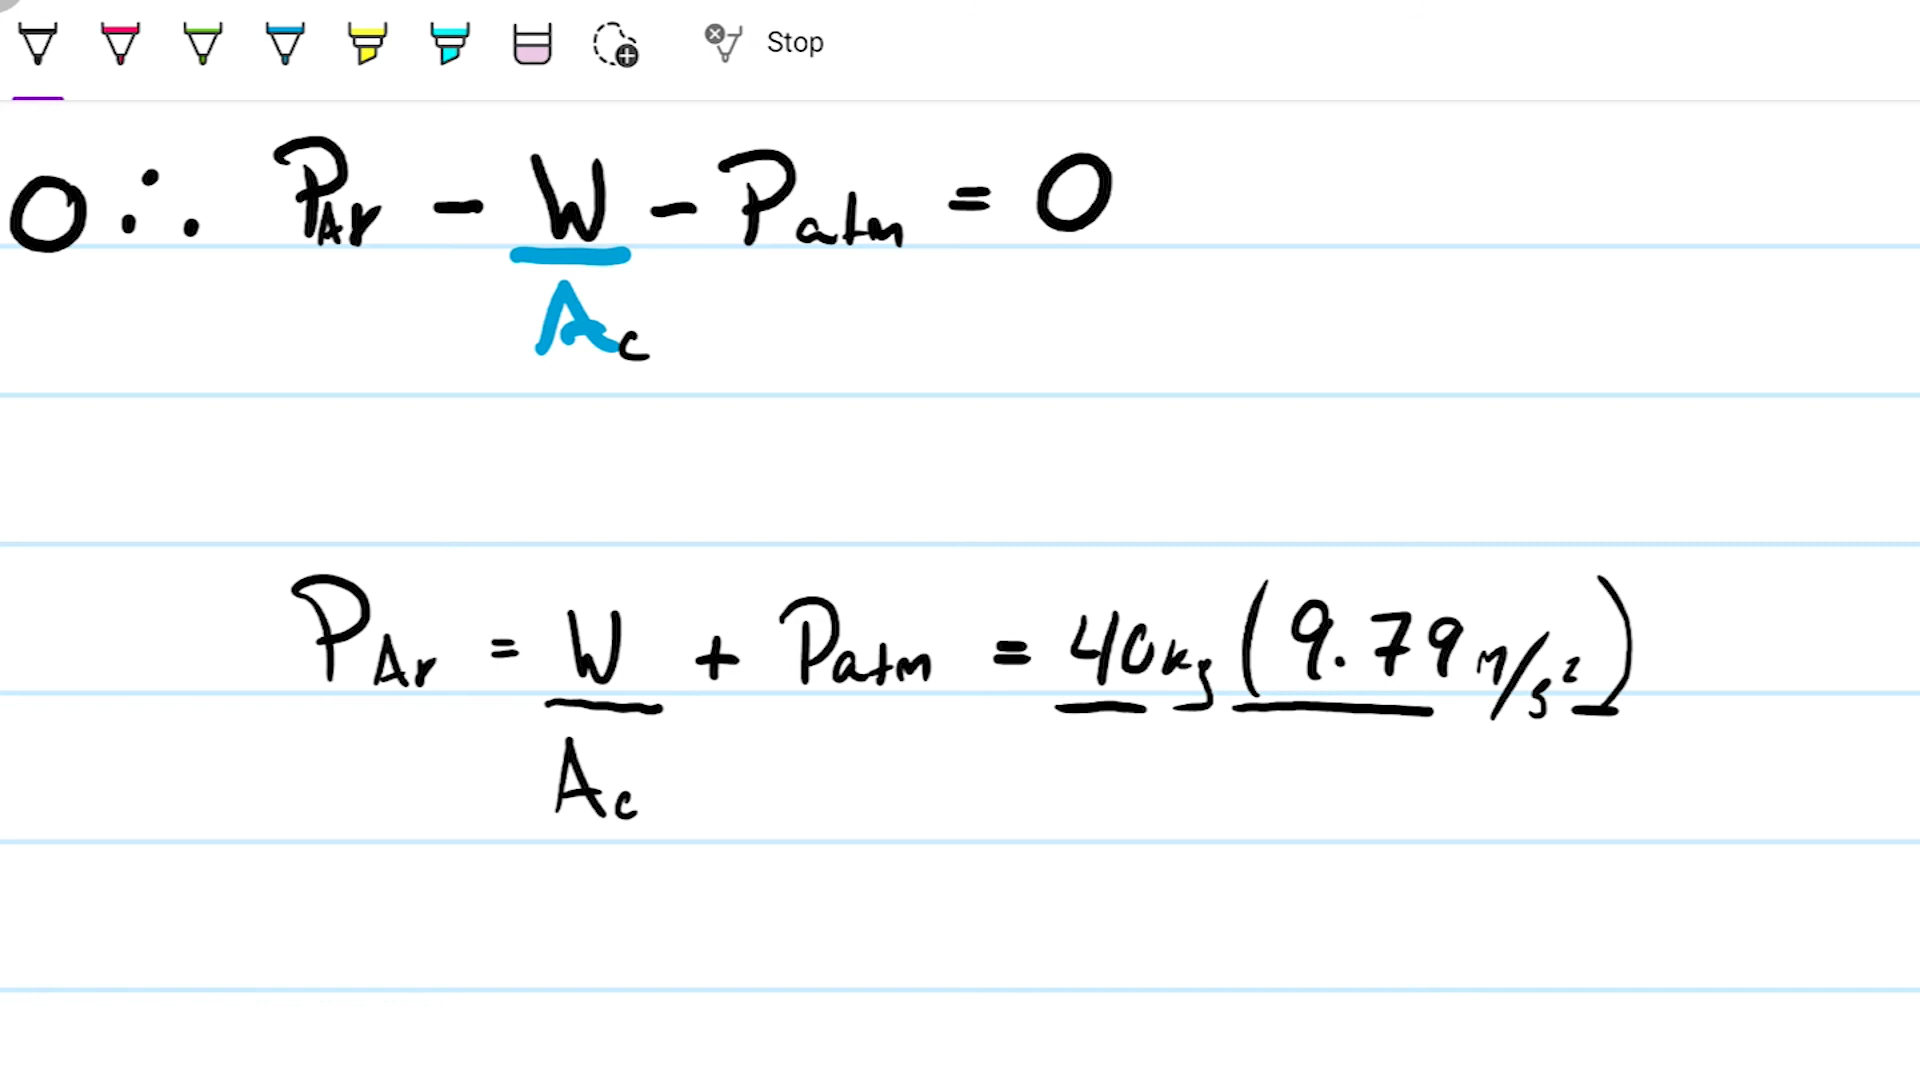 Stop
0 ∴ P_Ar - W/A_c - P_atm = 0
P_Ar = W/A_c + P_atm = 40kg (9.79 m/s²)